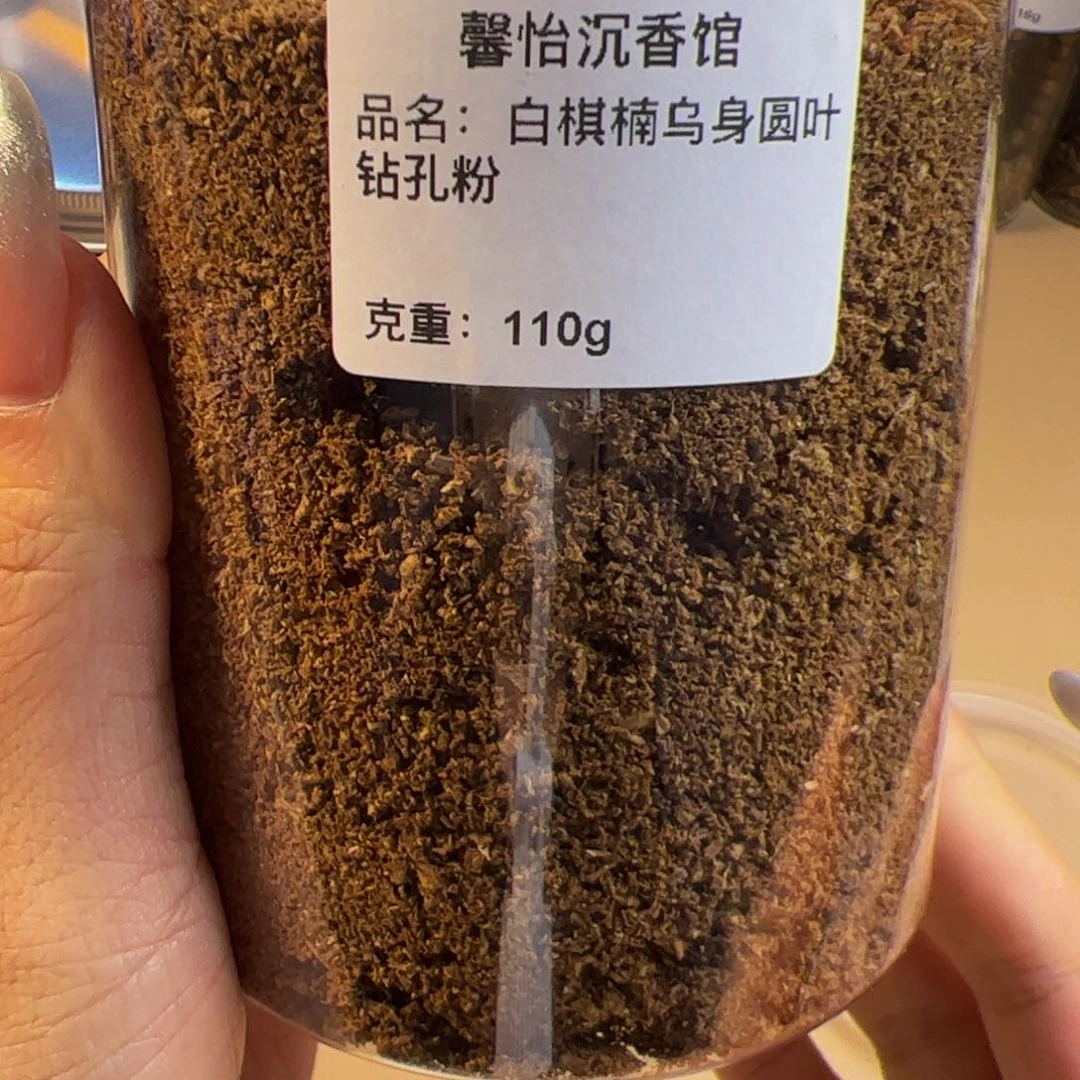 馨怡沉香馆
品名：白棋楠乌身圆叶
钻孔粉
克重：110g
18g